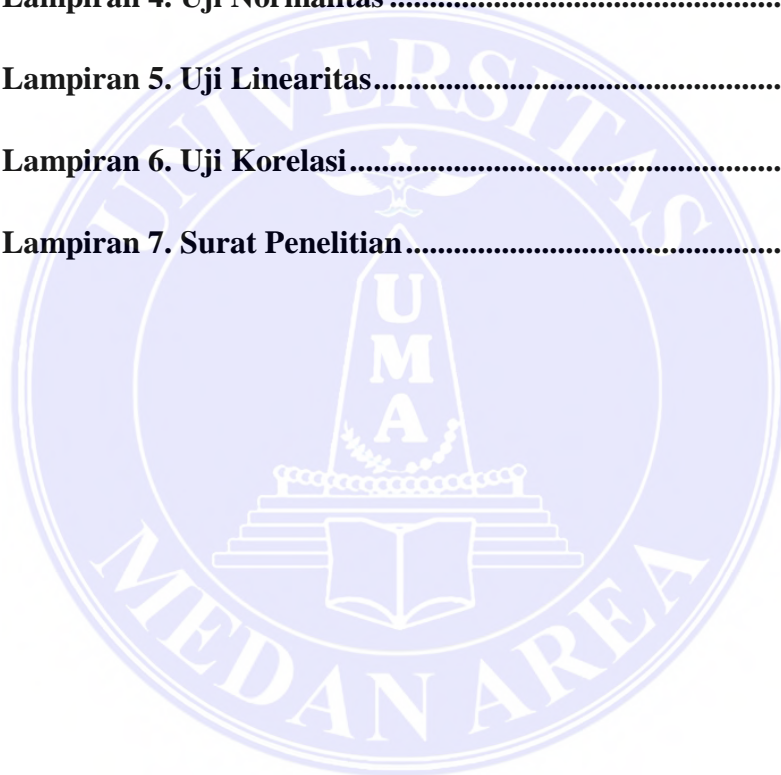 Lampiran 4. Uji Normalitas ..................................................
Lampiran 5. Uji Linearitas...................................................
Lampiran 6. Uji Korelasi......................................................
Lampiran 7. Surat Penelitian...............................................
UNIVERSITAS
UMA
MEDAN AREA